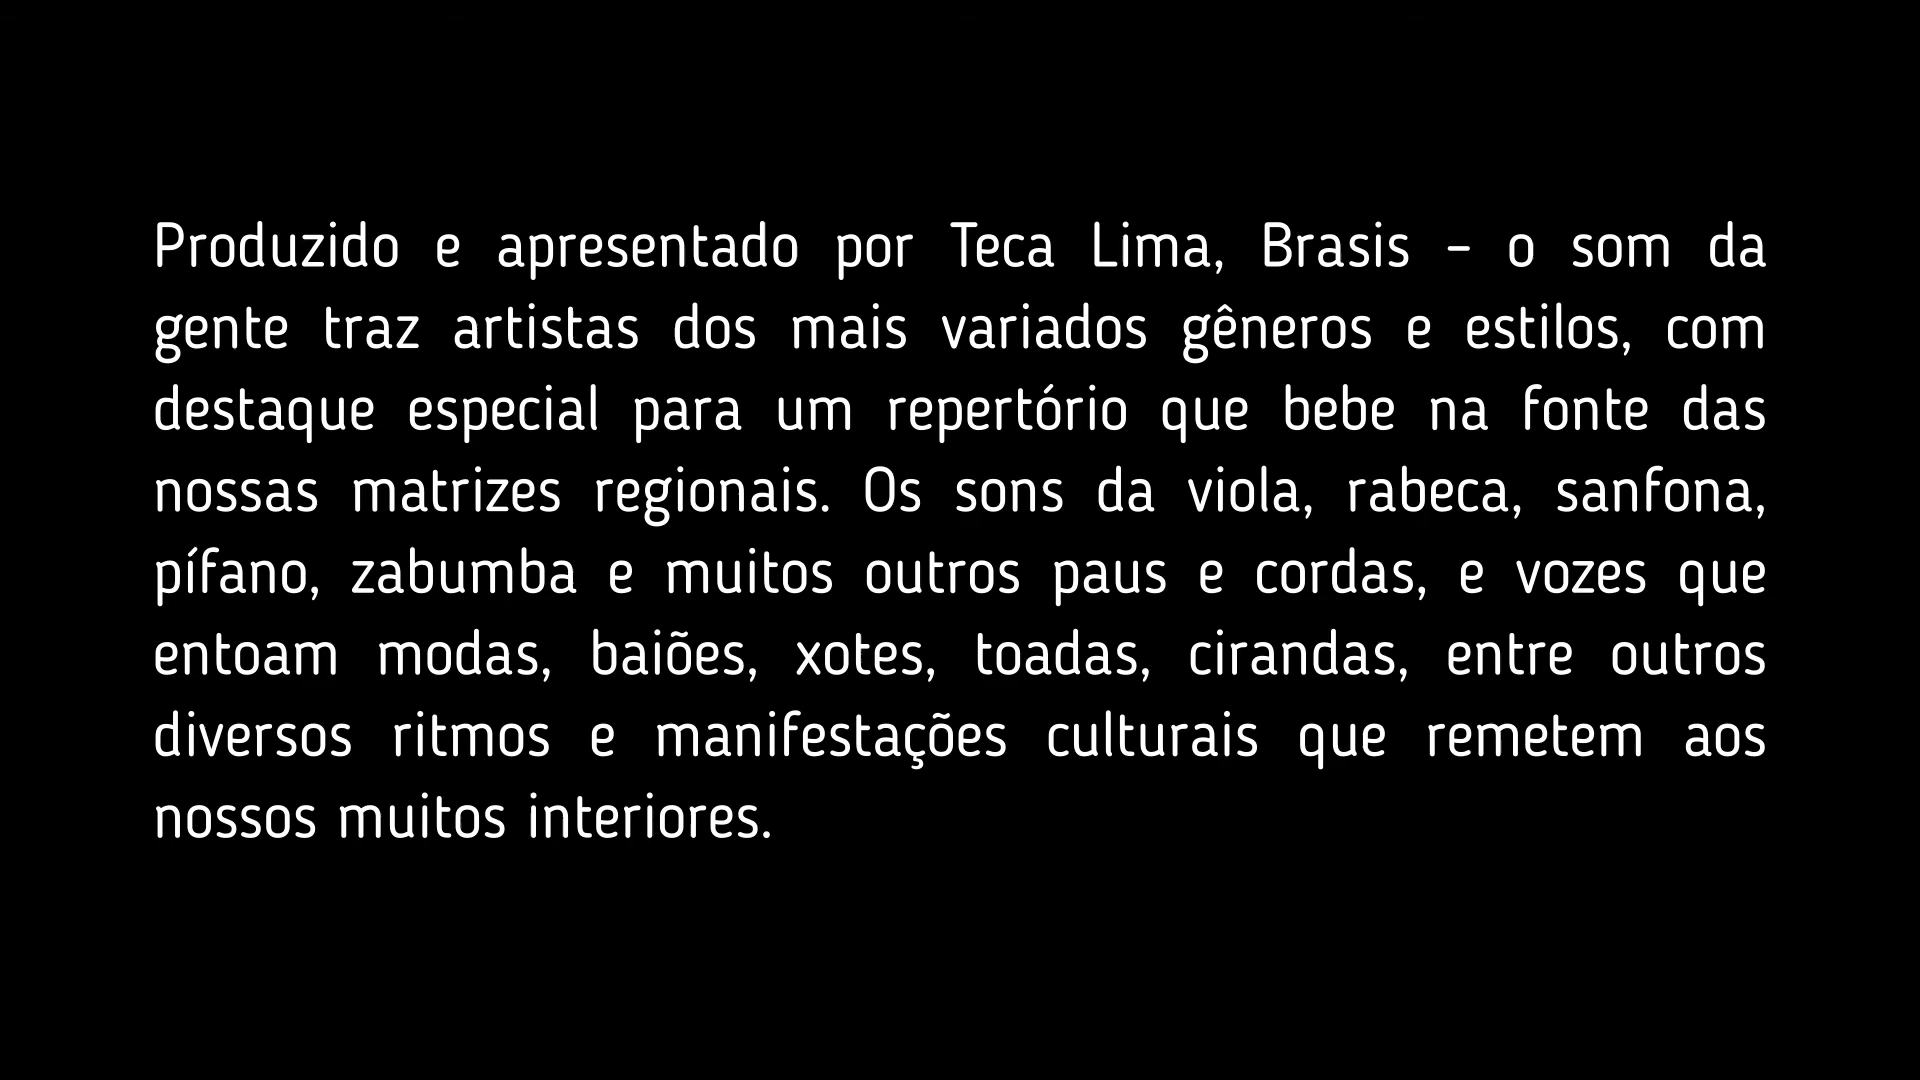 Produzido e apresentado por Teca Lima, Brasis – o som da
gente traz artistas dos mais variados gêneros e estilos, com
destaque especial para um repertório que bebe na fonte das
nossas matrizes regionais. Os sons da viola, rabeca, sanfona,
pífano, zabumba e muitos outros paus e cordas, e vozes que
entoam modas, baiões, xotes, toadas, cirandas, entre outros
diversos ritmos e manifestações culturais que remetem aos
nossos muitos interiores.